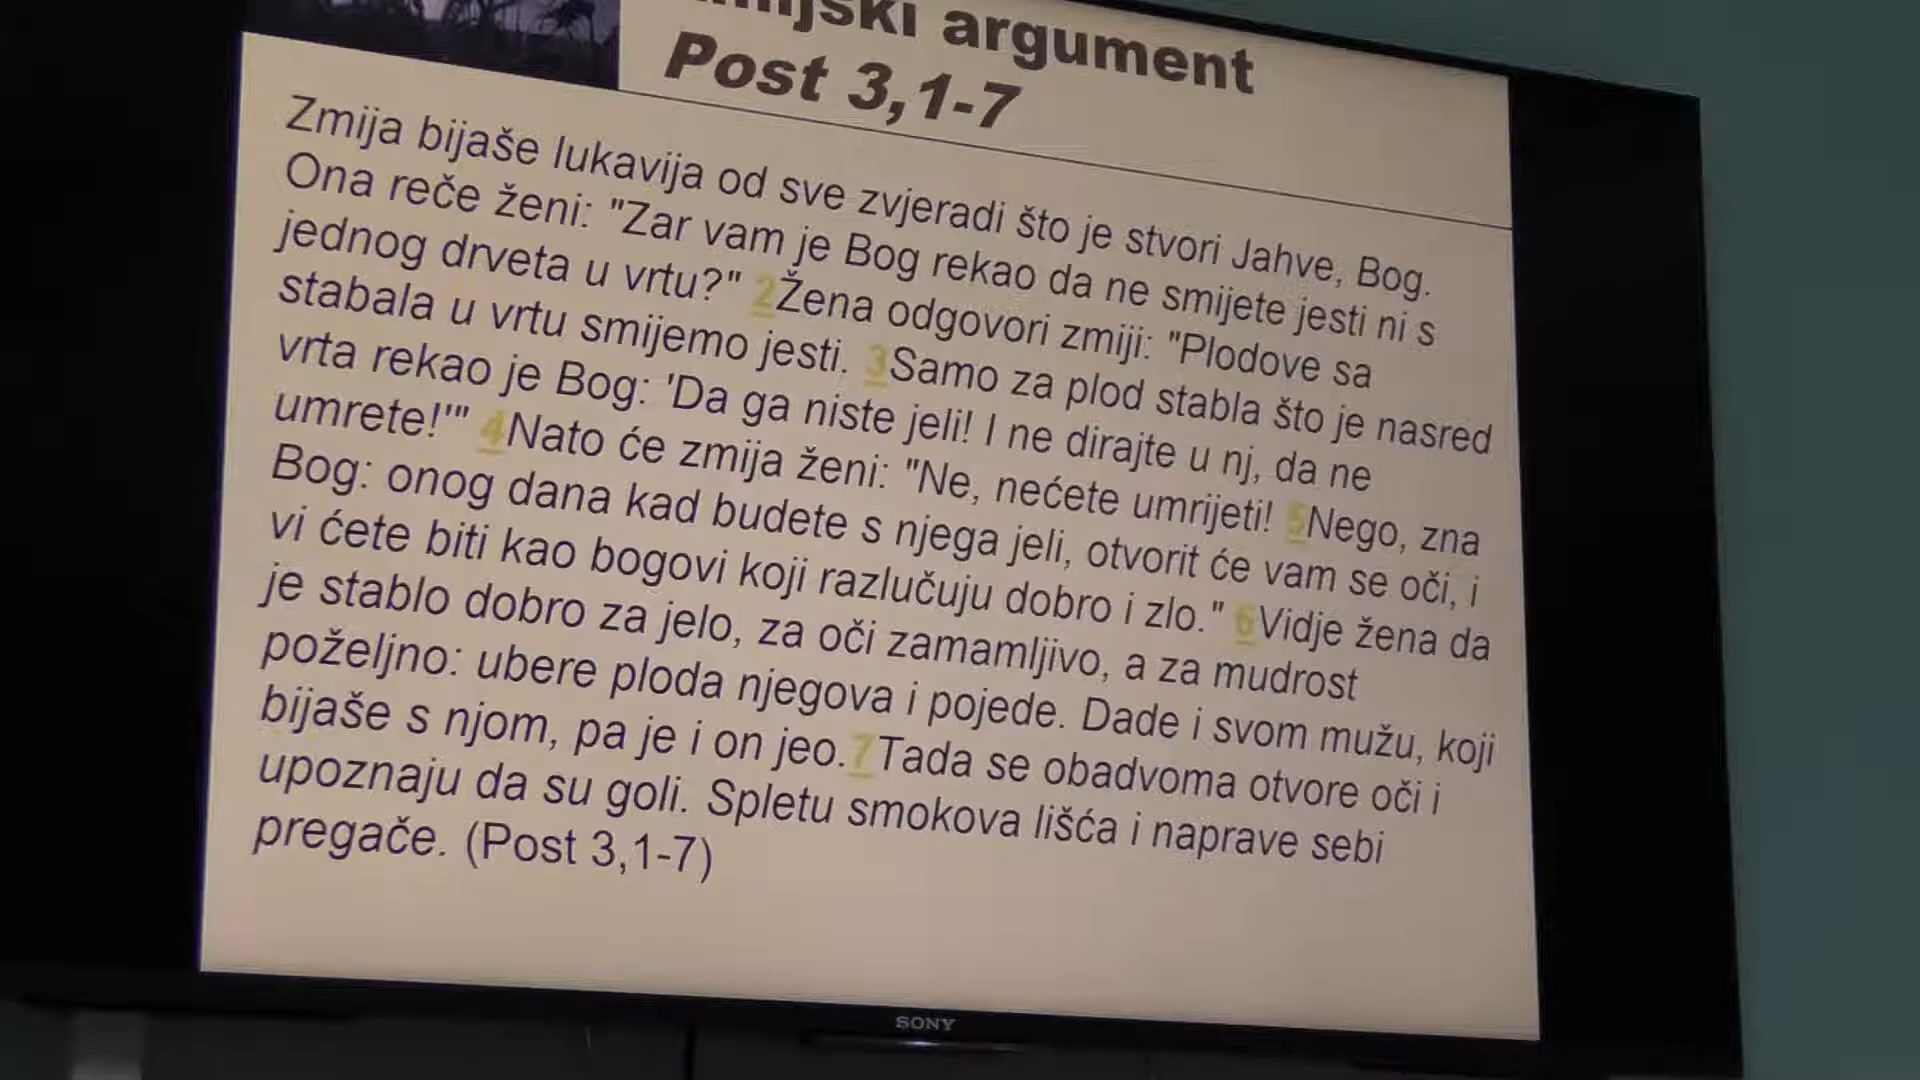 argument
Post 3,1-7
Zmija bijaše lukavija od sve zvjeradi što je stvori Jahve, Bog.
Ona reče ženi: "Zar vam je Bog rekao da ne smijete jesti ni s
jednog drveta u vrtu?" 2Žena odgovori zmiji: "Plodove sa
stabala u vrtu smijemo jesti. 3Samo za plod stabla što je nasred
vrta rekao je Bog: 'Da ga niste jeli! I ne dirajte u nj, da ne
umrete!'" 4Nato će zmija ženi: "Ne, nećete umrijeti! 5Nego, zna
Bog: onog dana kad budete s njega jeli, otvorit će vam se oči, i
vi ćete biti kao bogovi koji razlučuju dobro i zlo." 6Vidje žena da
je stablo dobro za jelo, za oči zamamljivo, a za mudrost
poželjno: ubere ploda njegova i pojede. Dade i svom mužu, koji
bijaše s njom, pa je i on jeo.7Tada se obadvoma otvore oči i
upoznaju da su goli. Spletu smokova lišća i naprave sebi
pregače. (Post 3,1-7)
SONY